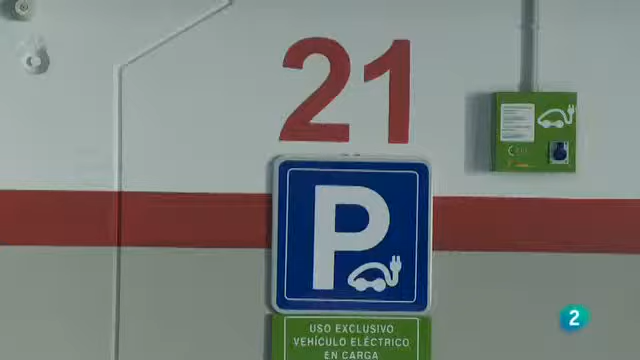 21
P
USO EXCLUSIVO
VEHÍCULO ELÉCTRICO
EN CARGA
2